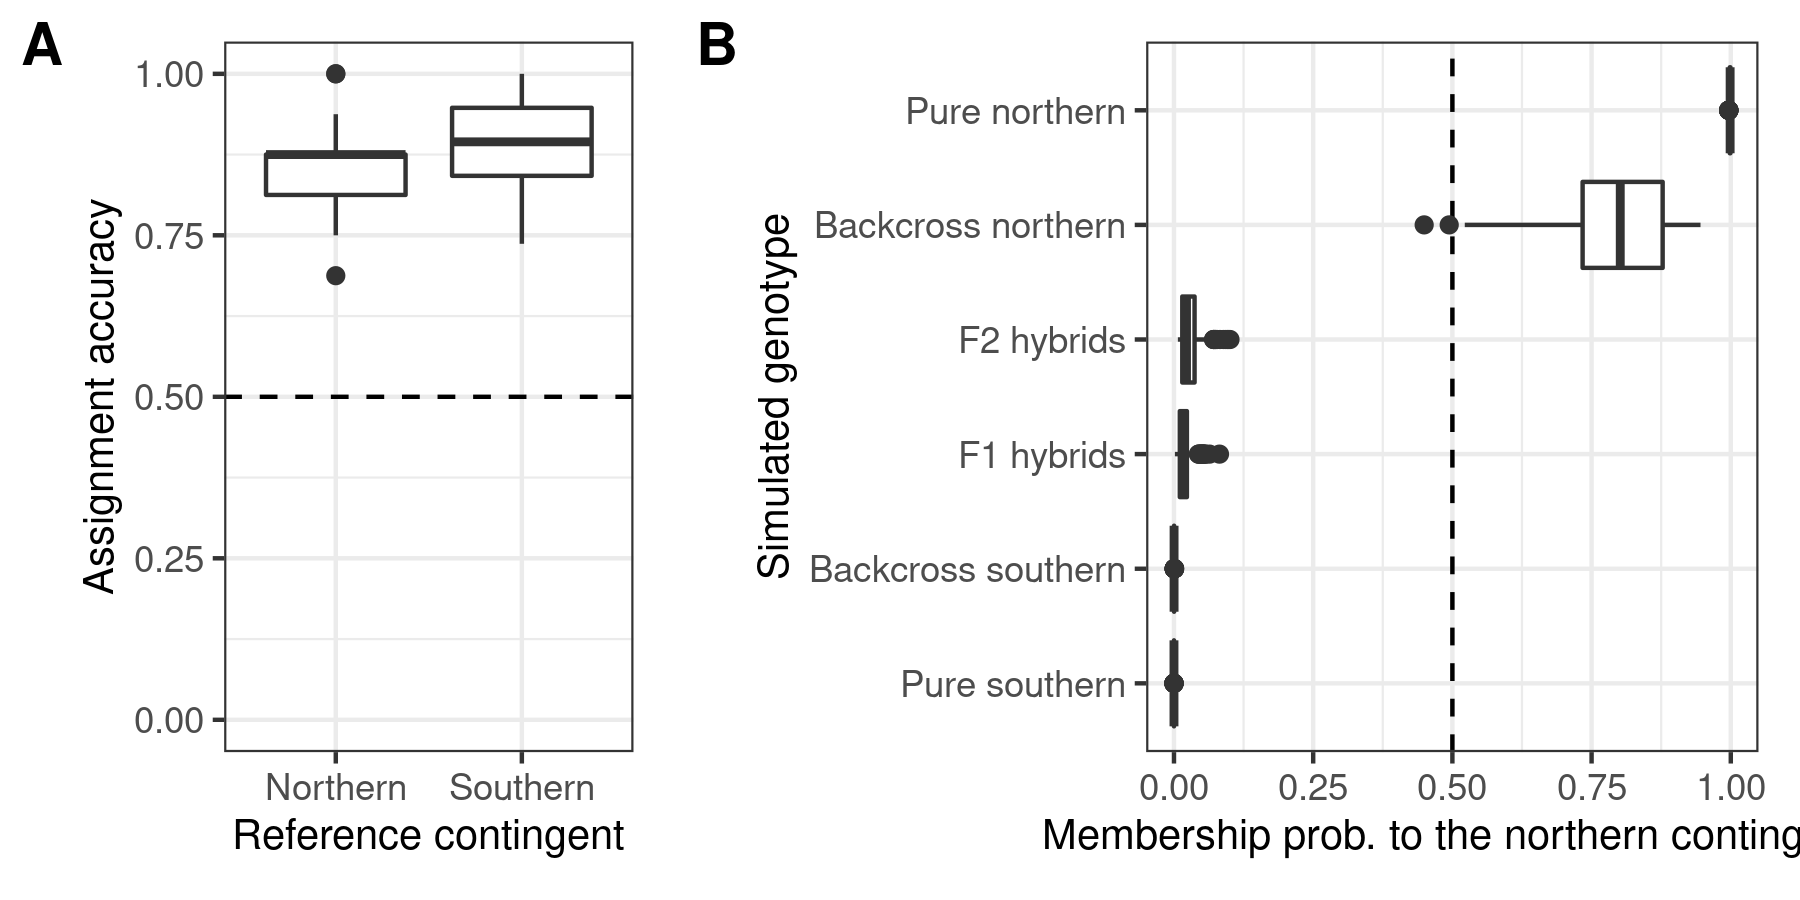 A
1.00
0.75
0.50
0.25
0.00
Assignment accuracy
Northern
Southern
Reference contingent
B
Pure northern
Backcross northern
F2 hybrids
F1 hybrids
Backcross southern
Pure southern
Simulated genotype
0.00
0.25
0.50
0.75
1.00
Membership prob. to the northern conting